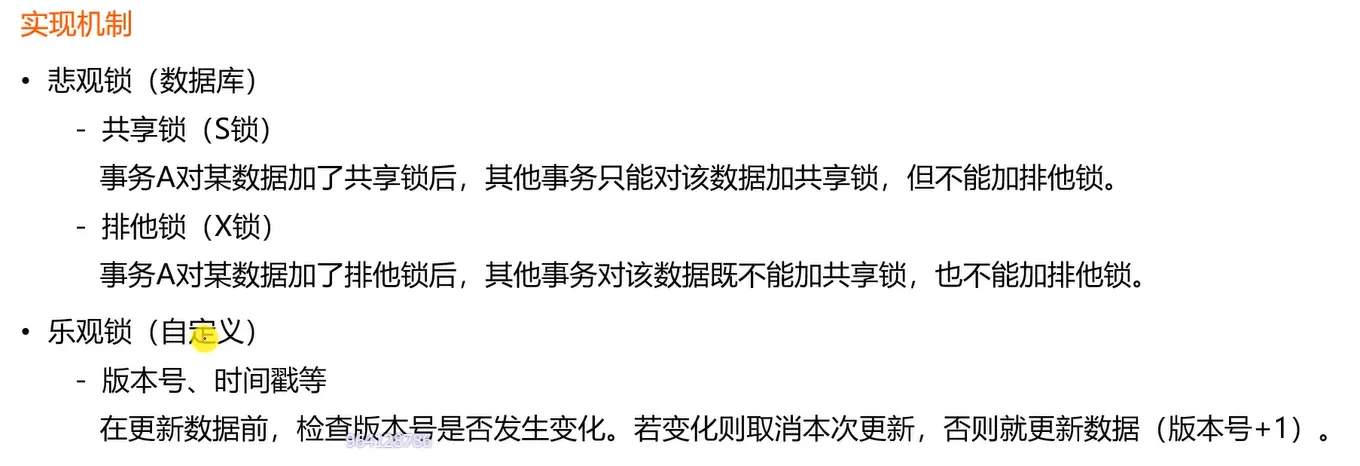 实现机制
• 悲观锁（数据库）
- 共享锁（S锁）
事务A对某数据加了共享锁后，其他事务只能对该数据加共享锁，但不能加排他锁。
- 排他锁（X锁）
事务A对某数据加了排他锁后，其他事务对该数据既不能加共享锁，也不能加排他锁。
• 乐观锁（自定义）
- 版本号、时间戳等
在更新数据前，检查版本号是否发生变化。若变化则取消本次更新，否则就更新数据（版本号+1）。